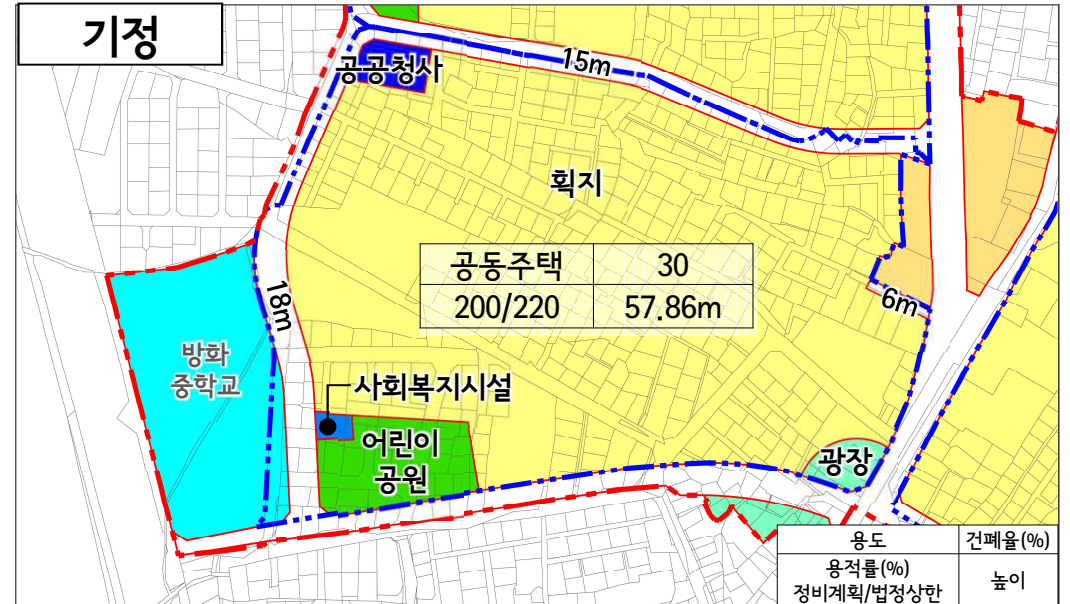 기정
공공청사
15m
획지
공동주택 30
200/220 57.86m
6m
18m
방화
중학교
사회복지시설
어린이
공원
광장
용도 건폐율(%)
용적률(%)
정비계획/법정상한
높이